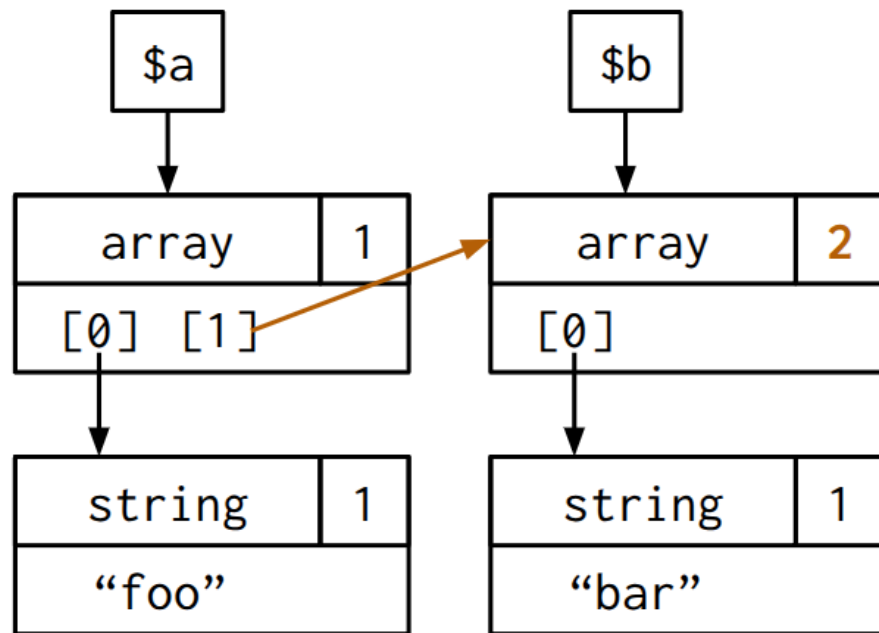 $a $b
array 1 array 2
[0] [1] [0]
string 1 string 1
“foo” “bar”